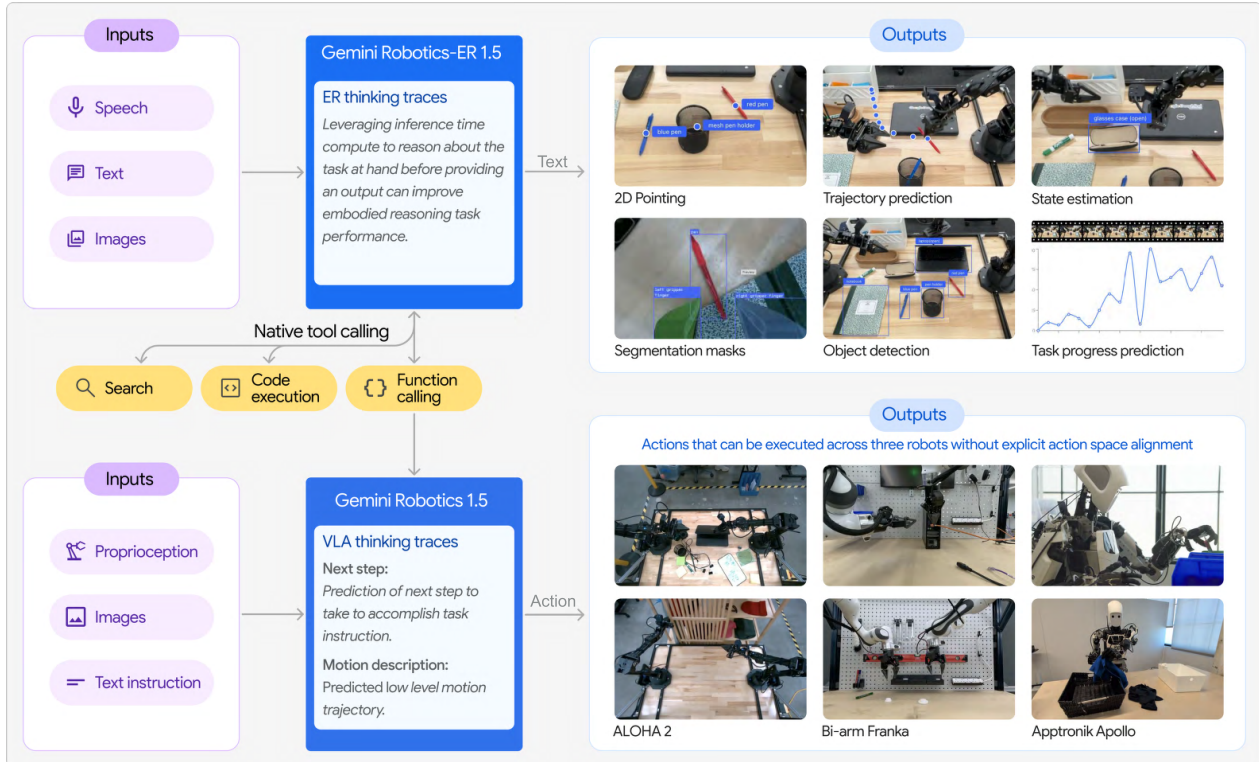 Inputs
Speech
Text
Images
Gemini Robotics-ER 1.5
ER thinking traces
Leveraging inference time
compute to reason about the
task at hand before providing
an output can improve
embodied reasoning task
performance.
Text
Outputs
red pen
mesh pen holder
blue pen
2D Pointing
Trajectory prediction
glasses case (open)
State estimation
left gripper
finger
right gripper finger
Segmentation masks
Object detection
Task progress prediction
Native tool calling
Search
Code
execution
Function
calling
Inputs
Proprioception
Images
Text instruction
Gemini Robotics 1.5
VLA thinking traces
Next step:
Prediction of next step to
take to accomplish task
instruction.
Motion description:
Predicted low level motion
trajectory.
Action
Outputs
Actions that can be executed across three robots without explicit action space alignment
ALOHA 2
Bi-arm Franka
Apptronik Apollo